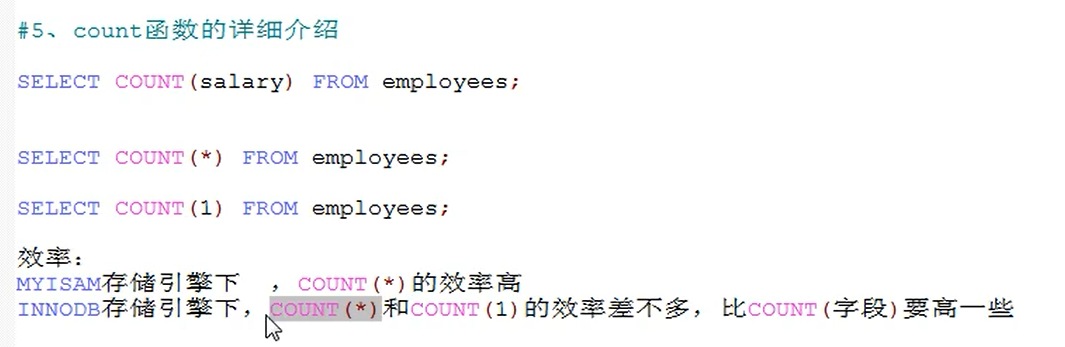 #5、count函数的详细介绍
SELECT COUNT(salary) FROM employees;
SELECT COUNT(*) FROM employees;
SELECT COUNT(1) FROM employees;
效率：
MYISAM存储引擎下  ，COUNT(*)的效率高
INNODB存储引擎下，COUNT(*)和COUNT(1)的效率差不多，比COUNT(字段)要高一些